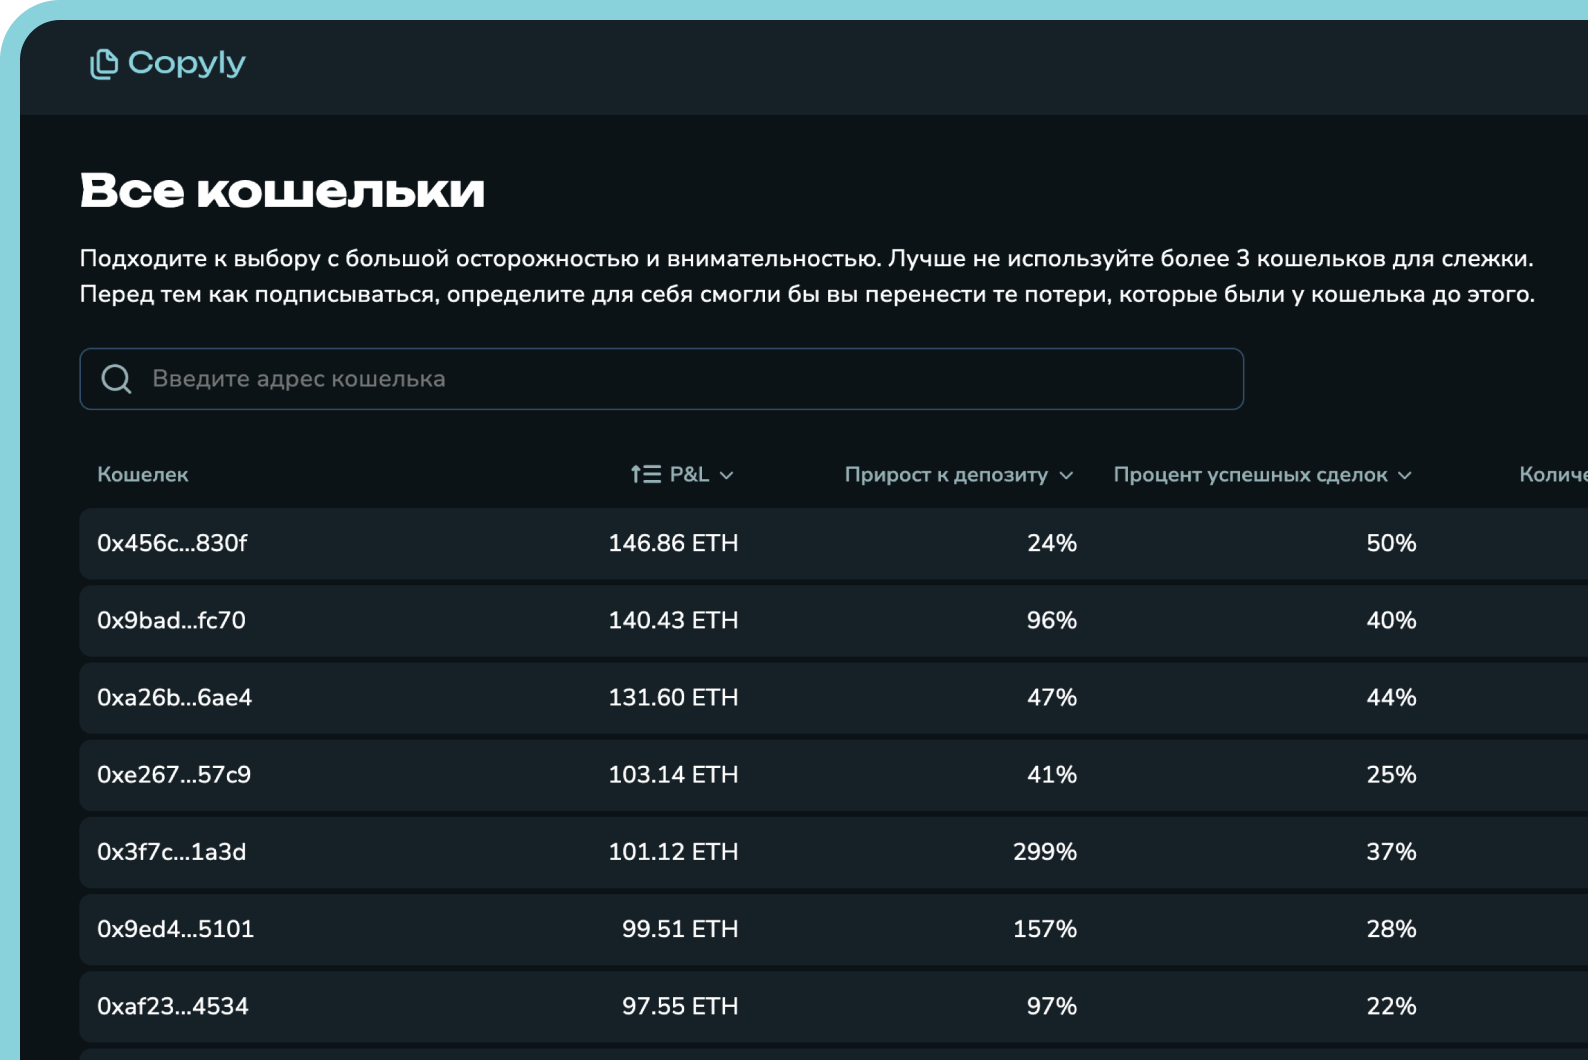 Copyly
Все кошельки
Подходите к выбору с большой осторожностью и внимательностью. Лучше не используйте более 3 кошельков для слежки.
Перед тем как подписываться, определите для себя смогли бы вы перенести те потери, которые были у кошелька до этого.
Введите адрес кошелька
Кошелек P&L Прирост к депозиту Процент успешных сделок
0x456c...830f 146.86 ETH 24% 50%
0x9bad...fc70 140.43 ETH 96% 40%
0xa26b...6ae4 131.60 ETH 47% 44%
0xe267...57c9 103.14 ETH 41% 25%
0x3f7c...1a3d 101.12 ETH 299% 37%
0x9ed4...5101 99.51 ETH 157% 28%
0xaf23...4534 97.55 ETH 97% 22%